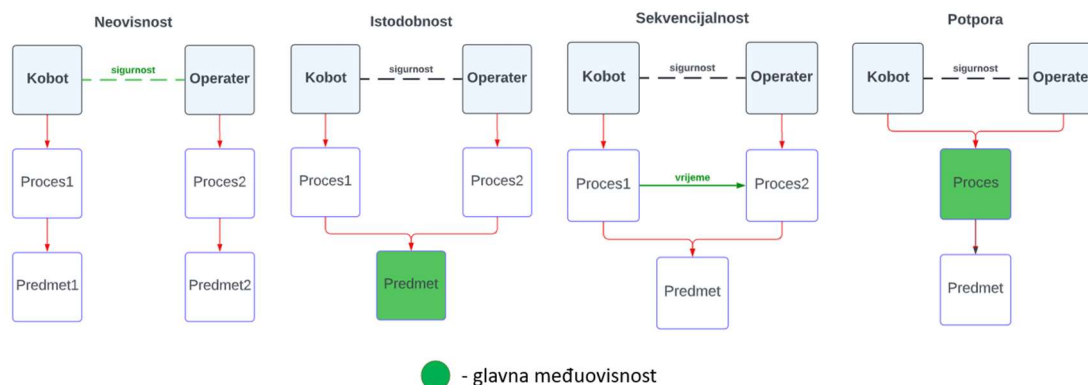 Neovisnost
Istodobnost
Sekvencijalnost
Potpora
Kobot
sigurnost
Operater
Kobot
sigurnost
Operater
Kobot
sigurnost
Operater
Kobot
sigurnost
Operate
Proces1
Proces2
Proces1
Proces2
Proces1
vrijeme
Proces2
Proces
Predmet1
Predmet2
Predmet
Predmet
Predmet
- glavna međuovisnost